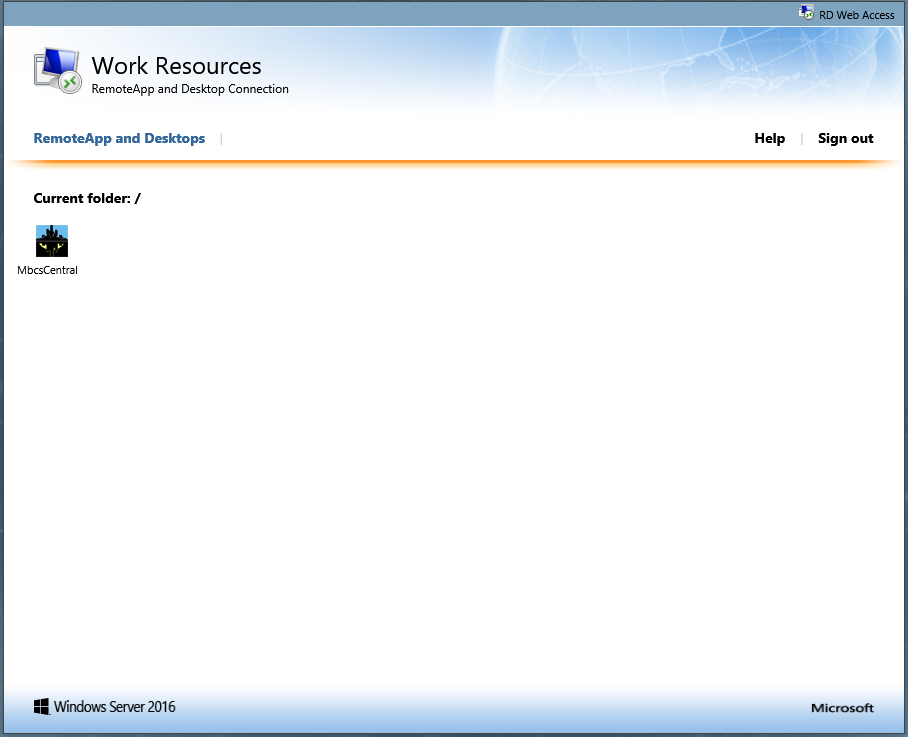 RD Web Access
Work Resources
RemoteApp and Desktop Connection
RemoteApp and Desktops | Help | Sign out
Current folder: /
MbcsCentral
Windows Server 2016 Microsoft